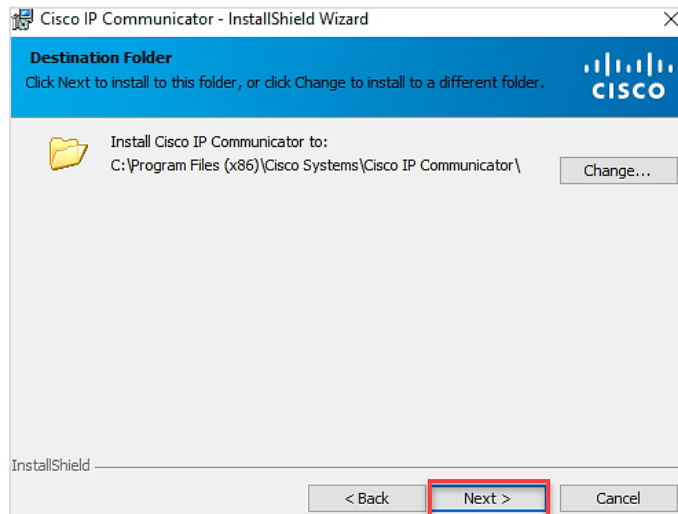 Cisco IP Communicator - InstallShield Wizard
Destination Folder
Click Next to install to this folder, or click Change to install to a different folder.
CISCO
Install Cisco IP Communicator to:
C:\Program Files (x86)\Cisco Systems\Cisco IP Communicator\
Change...
InstallShield
< Back
Next >
Cancel